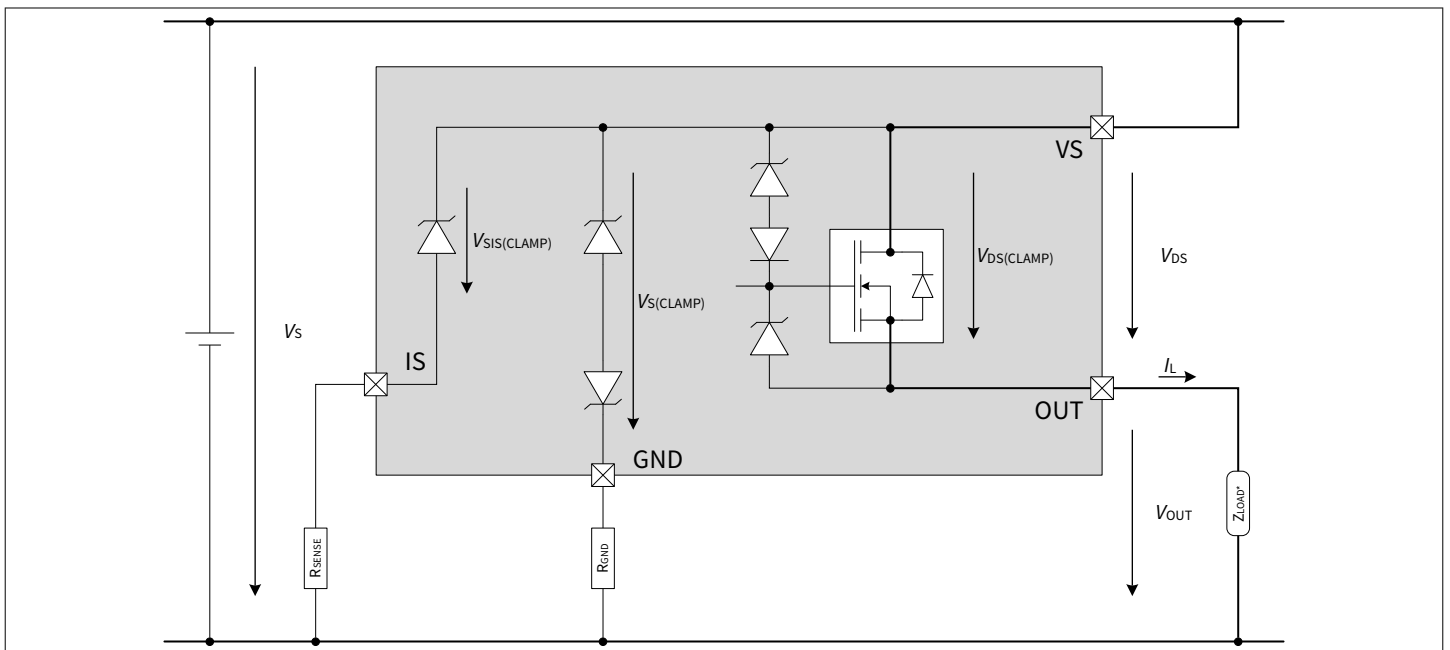 VS
VSIS(CLAMP)
VS(CLAMP)
VDS(CLAMP)
VDS
VS
IS
IL
OUT
GND
VOUT
ZLOAD*
RSENSE
RGND